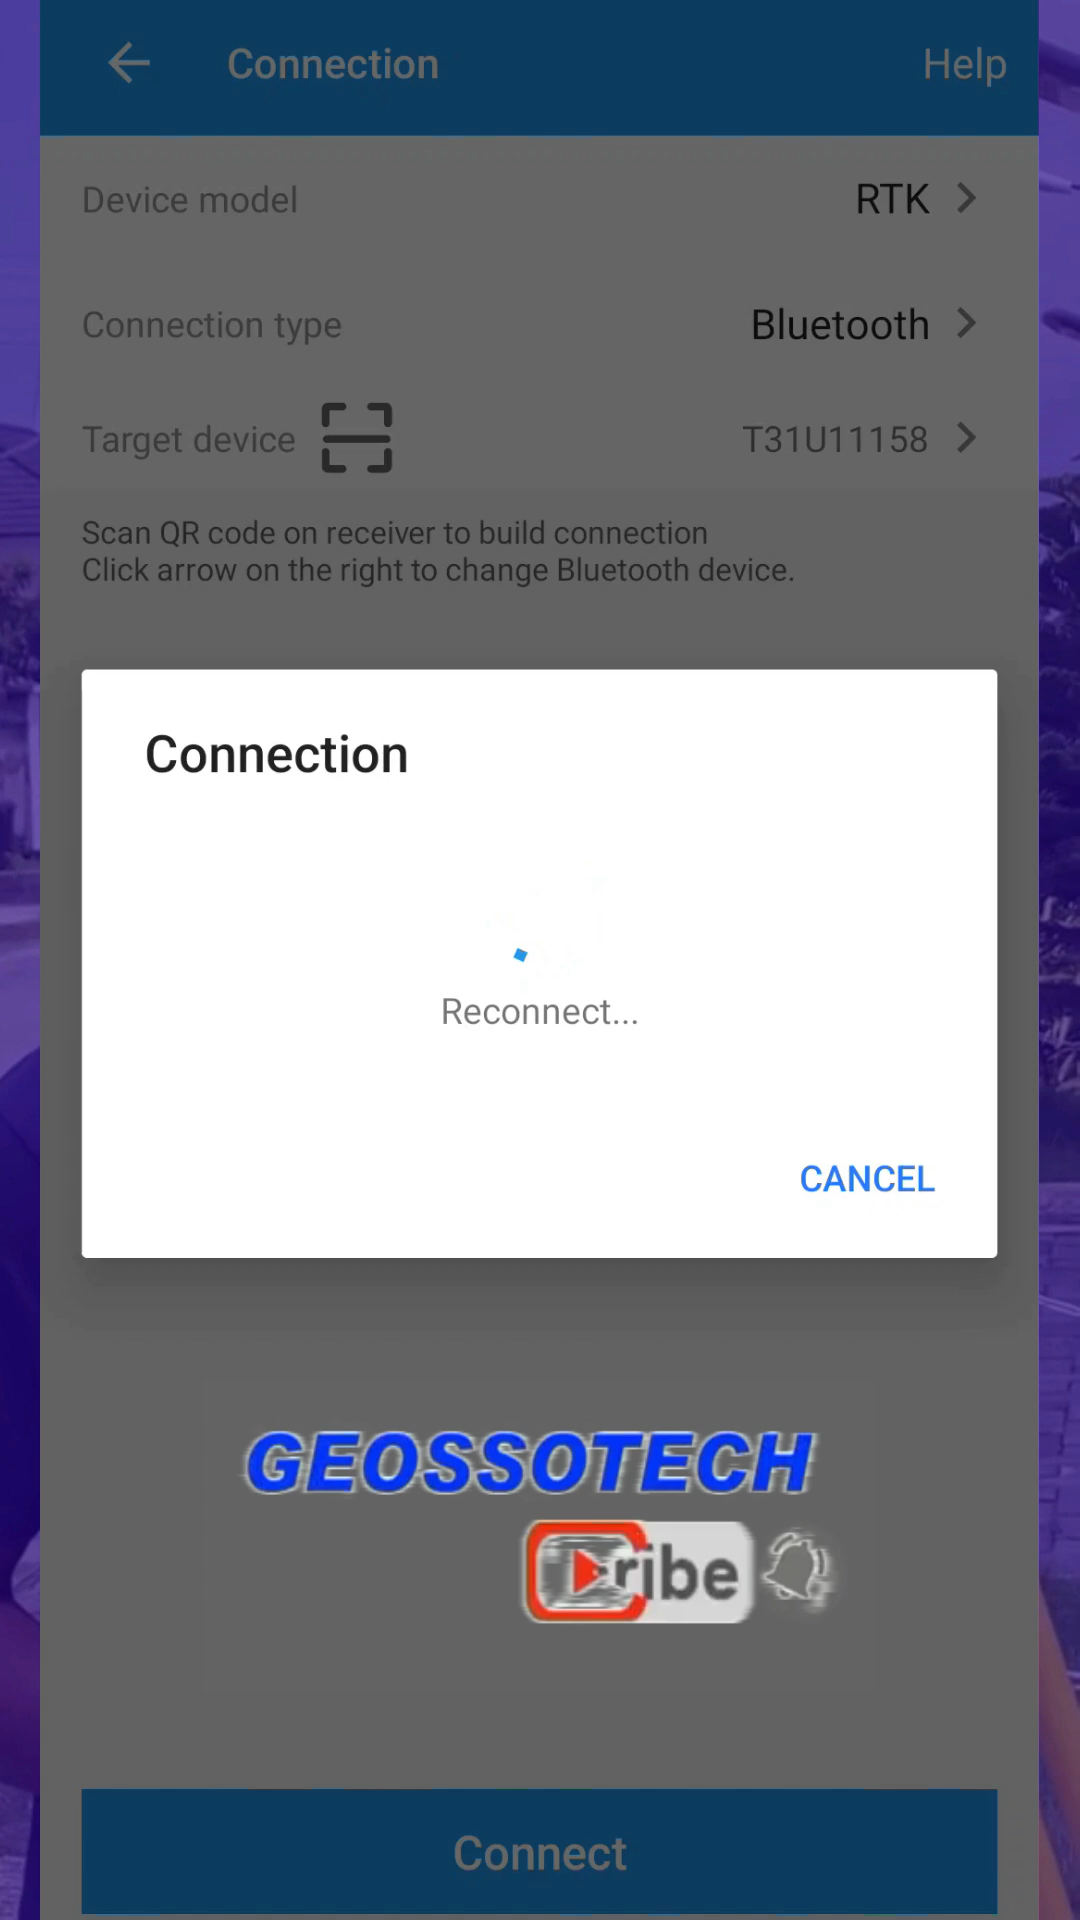 Connection Help
Device model RTK
Connection type Bluetooth
Target device T31U11158
Scan QR code on receiver to build connection
Click arrow on the right to change Bluetooth device.
Connection
Reconnect...
CANCEL
GEOSSOTECH
ribe
Connect